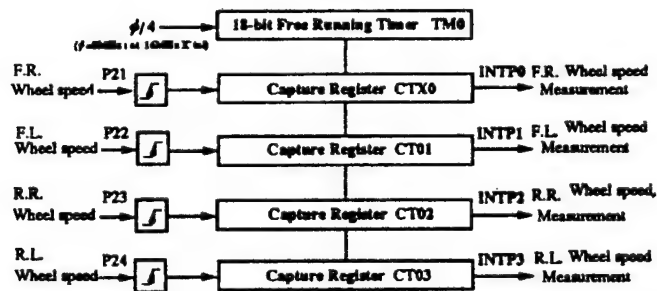 ϕ/4
18-bit Free Running Timer TM0
F.R.
Wheel speed
P21
Capture Register CTX0
INTP0 F.R. Wheel speed
Measurement
F.L.
Wheel speed
P22
Capture Register CT01
INTP1 F.L. Wheel speed
Measurement
R.R.
Wheel speed
P23
Capture Register CT02
INTP2 R.R. Wheel speed,
Measurement
R.L.
Wheel speed
P24
Capture Register CT03
INTP3 R.L. Wheel speed
Measurement